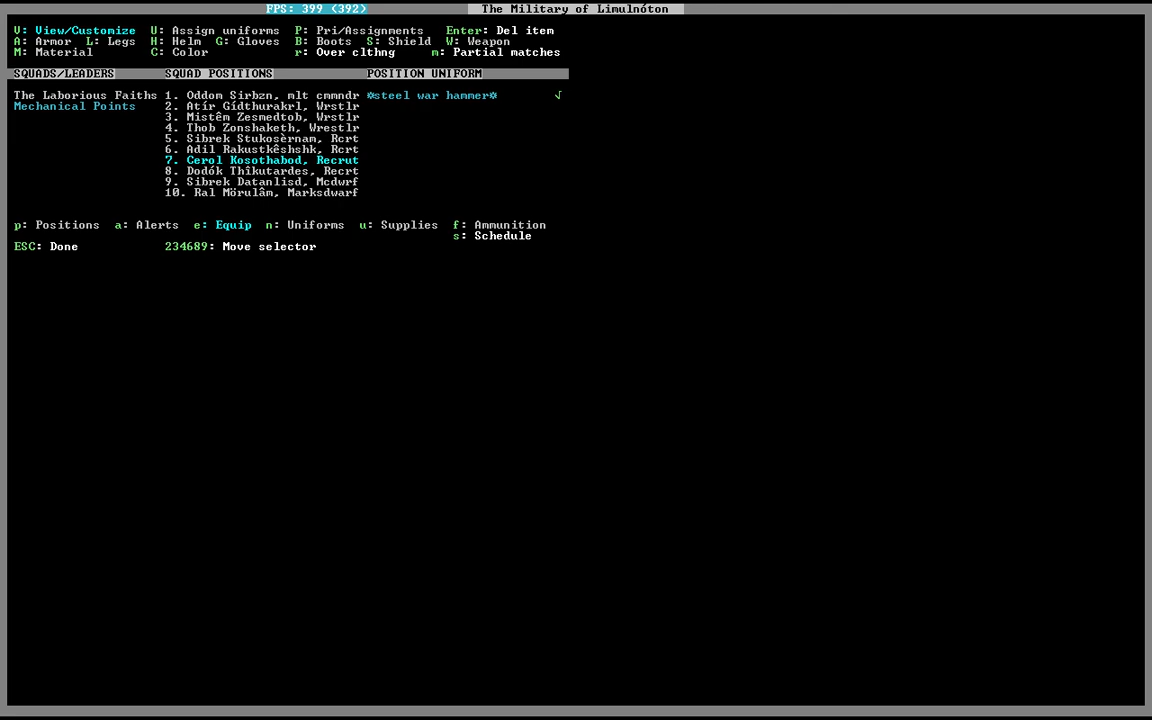 FPS: 399 (392) The Military of Limulnóton
V: View/Customize U: Assign uniforms P: Pri/Assignments Enter: Del item
A: Armor L: Legs H: Helm G: Gloves B: Boots S: Shield W: Weapon
M: Material C: Color r: Over clthng m: Partial matches
SQUADS/LEADERS SQUAD POSITIONS POSITION UNIFORM
The Laborious Faiths 1. Oddom Sirbzn, mlt cmmndr ☼steel war hammer☼ √
Mechanical Points 2. Atír Gídthurakrl, Wrstlr
3. Mistêm Zesmedtob, Wrstlr
4. Thob Zonshaketh, Wrestlr
5. Sibrek Stukosèrnam, Rcrt
6. Adil Rakustkêshshk, Rcrt
7. Cerol Kosothabod, Recrut
8. Dodók Thîkutardes, Recrt
9. Sibrek Datanlisd, Mcdwrf
10. Ral Mörulâm, Marksdwarf
p: Positions a: Alerts e: Equip n: Uniforms u: Supplies f: Ammunition
s: Schedule
ESC: Done 234689: Move selector